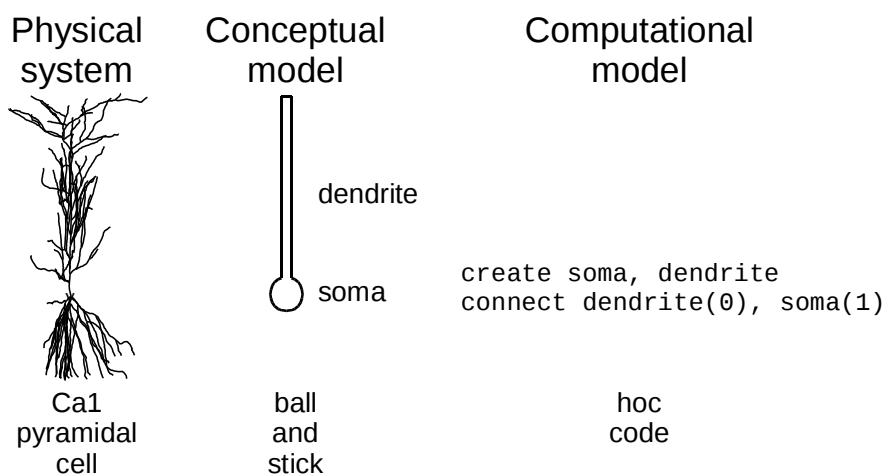 Physical
system
Conceptual
model
Computational
model
dendrite
soma
create soma, dendrite
connect dendrite(0), soma(1)
Ca1
pyramidal
cell
ball
and
stick
hoc
code